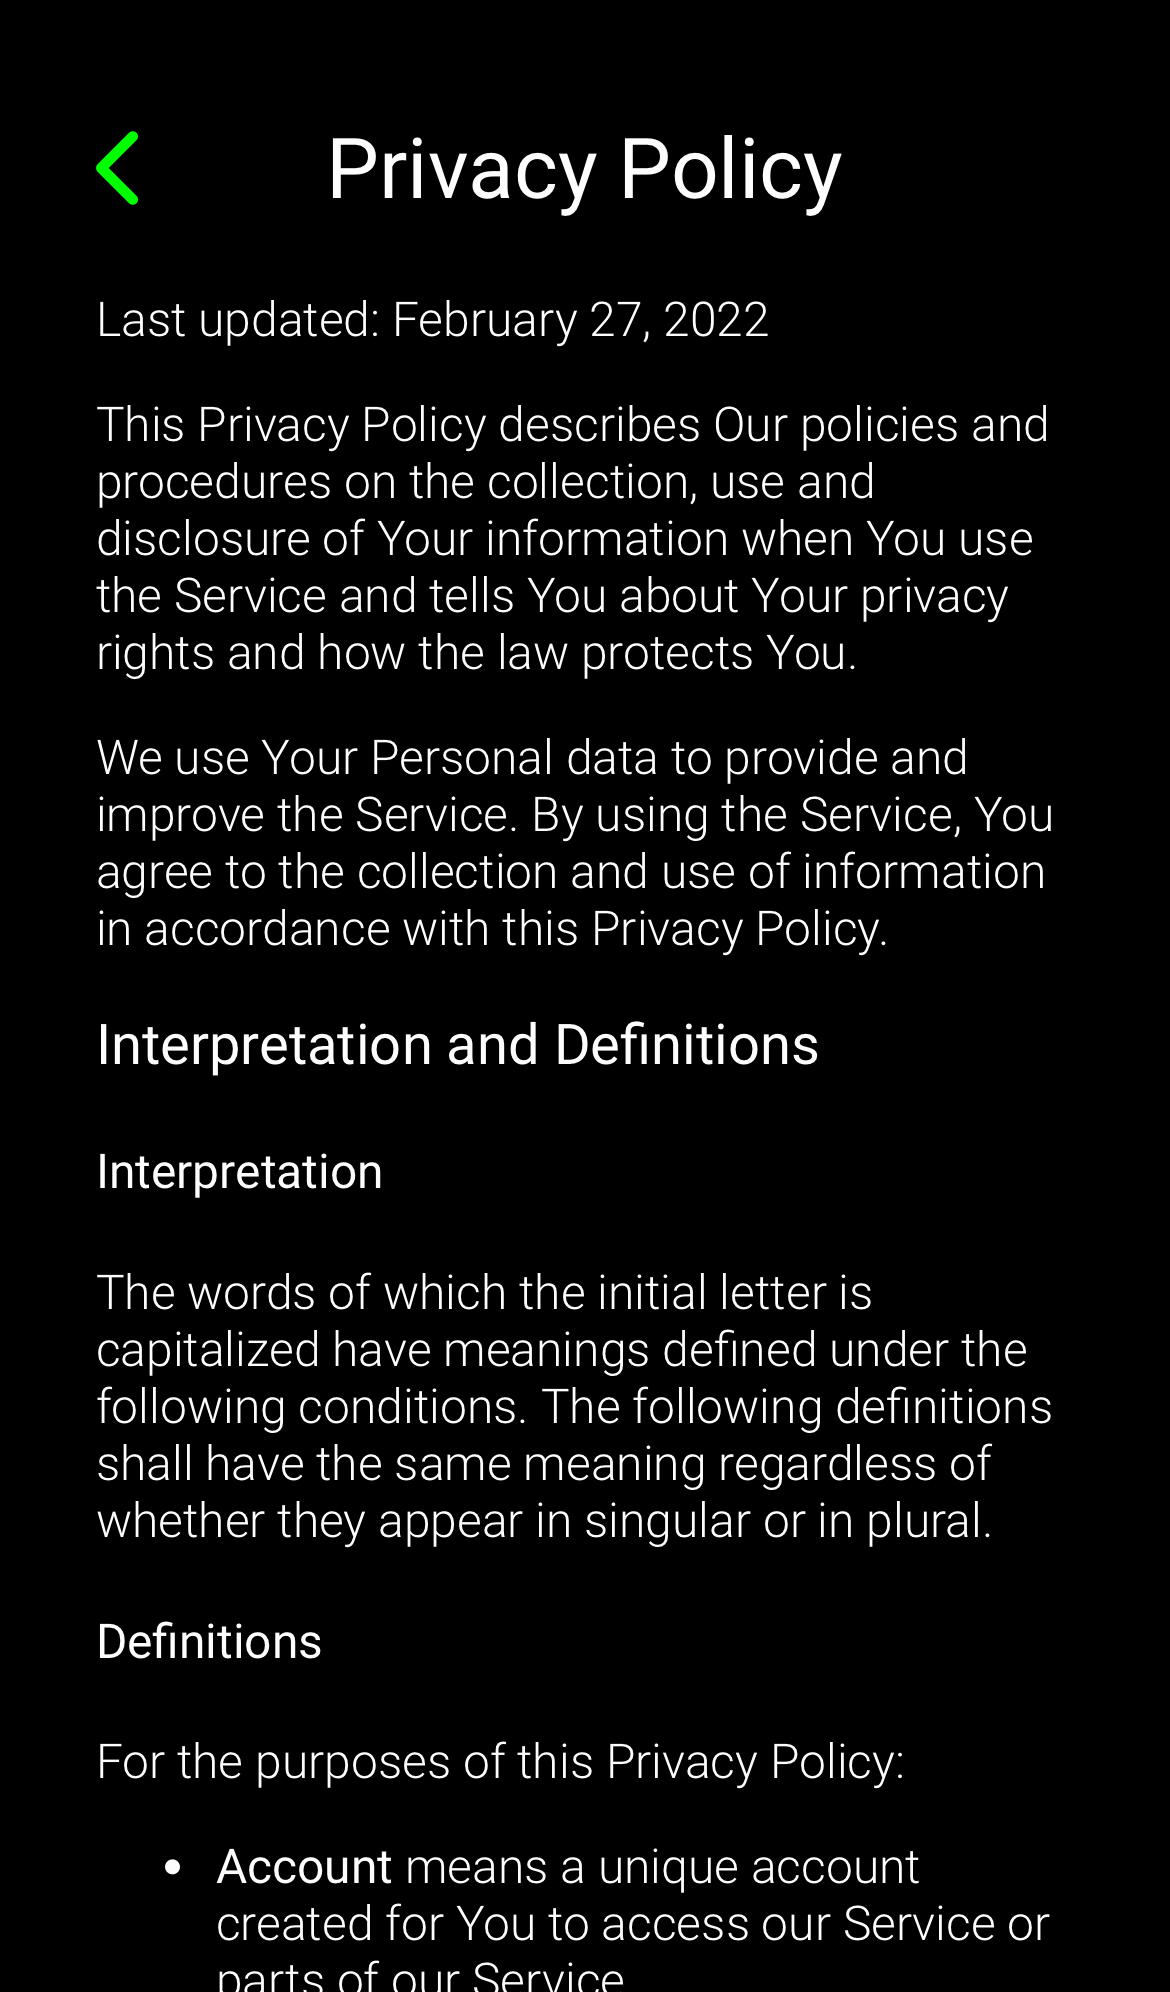 Privacy Policy
Last updated: February 27, 2022
This Privacy Policy describes Our policies and
procedures on the collection, use and
disclosure of Your information when You use
the Service and tells You about Your privacy
rights and how the law protects You.
We use Your Personal data to provide and
improve the Service. By using the Service, You
agree to the collection and use of information
in accordance with this Privacy Policy.
Interpretation and Definitions
Interpretation
The words of which the initial letter is
capitalized have meanings defined under the
following conditions. The following definitions
shall have the same meaning regardless of
whether they appear in singular or in plural.
Definitions
For the purposes of this Privacy Policy:
• Account means a unique account
created for You to access our Service or
parts of our Service